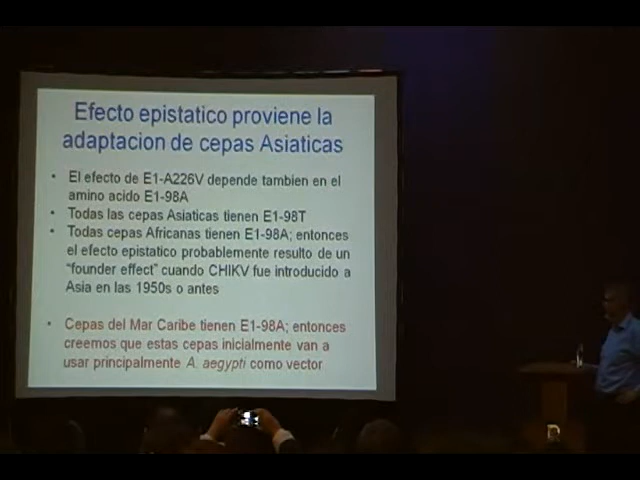 Efecto epistatico proviene la
adaptacion de cepas Asiaticas
• El efecto de E1-A226V depende tambien en el
amino acido E1-98A
• Todas las cepas Asiaticas tienen E1-98T
• Todas cepas Africanas tienen E1-98A; entonces
el efecto epistatico probablemente resulto de un
“founder effect” cuando CHIKV fue introducido a
Asia en las 1950s o antes
• Cepas del Mar Caribe tienen E1-98A; entonces
creemos que estas cepas inicialmente van a
usar principalmente A. aegypti como vector